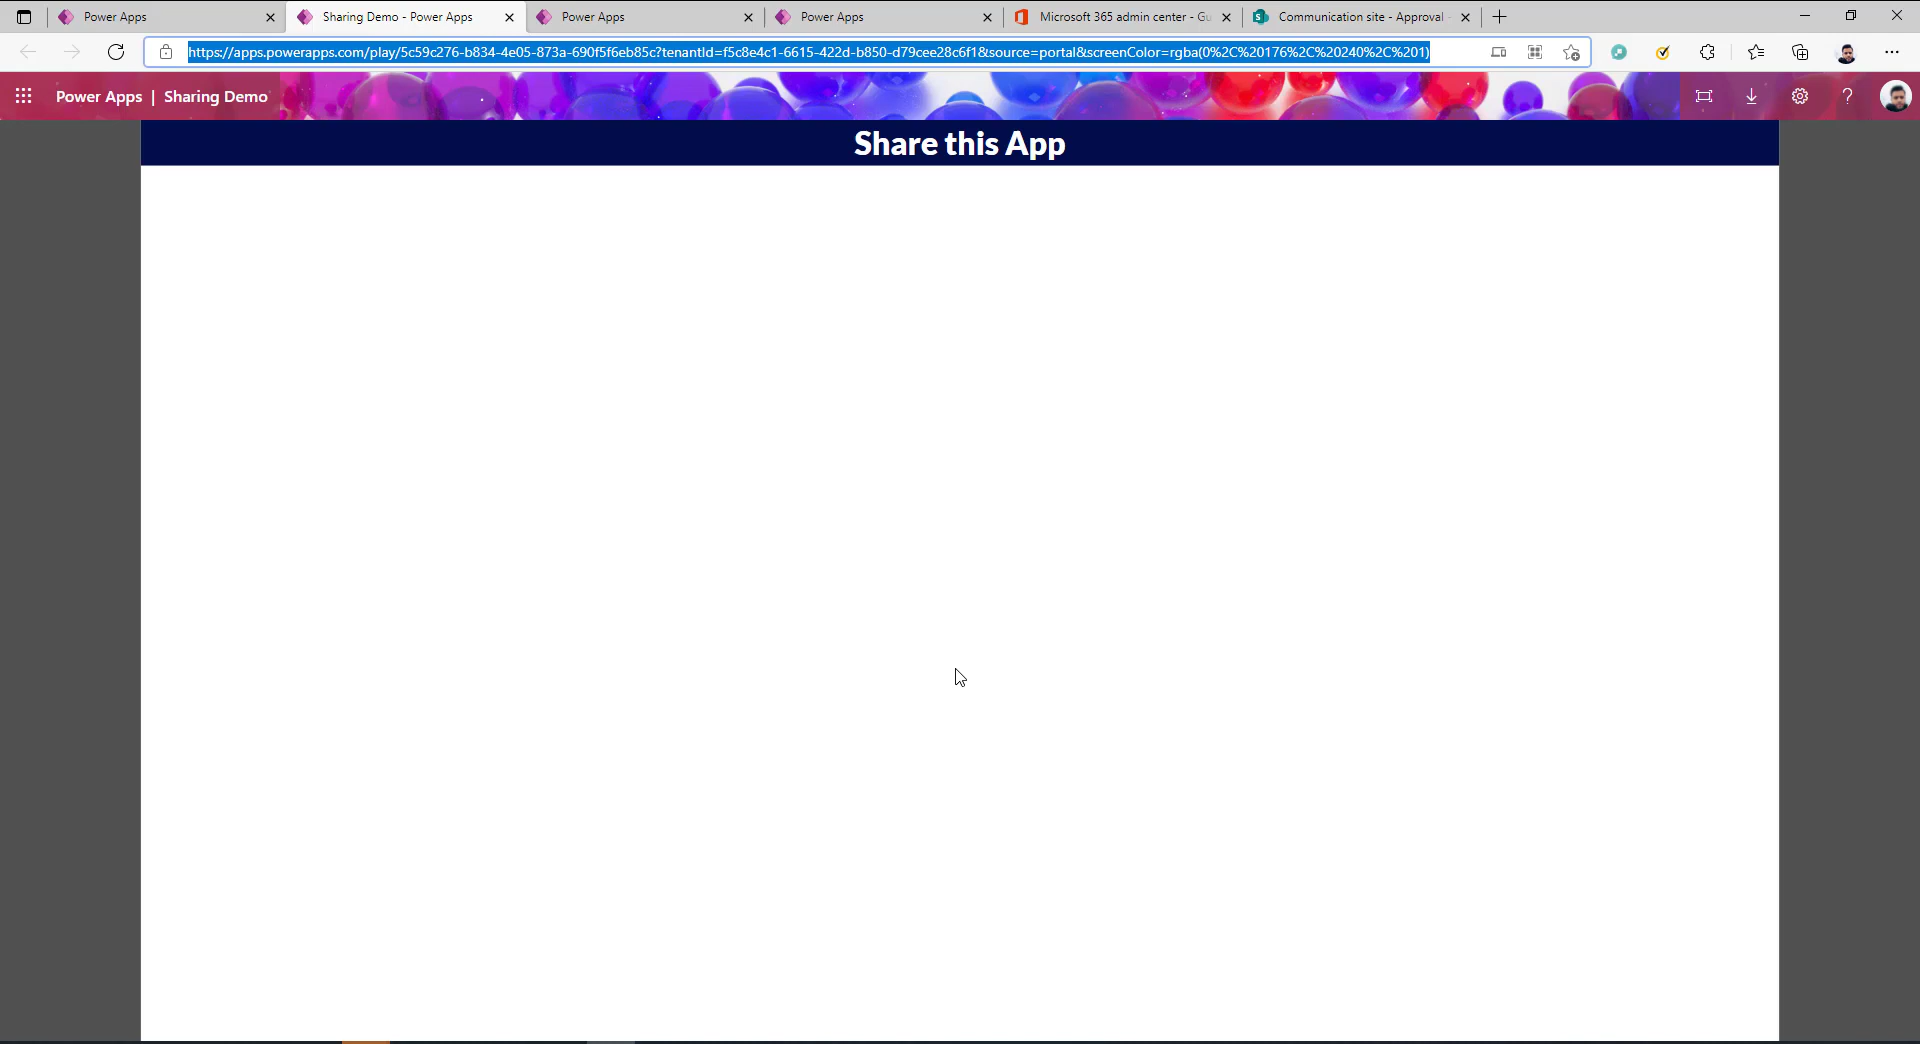 Power Apps
Sharing Demo - Power Apps
Power Apps
Power Apps
Microsoft 365 admin center - Gu
Communication site - Approval -
https://apps.powerapps.com/play/5c59c276-b834-4e05-873a-690f5f6eb85c?tenantId=f5c8e4c1-6615-422d-b850-d79cee28c6f1&source=portal&screenColor=rgba(0%2C%20176%2C%20240%2C%201)
Power Apps | Sharing Demo
Share this App